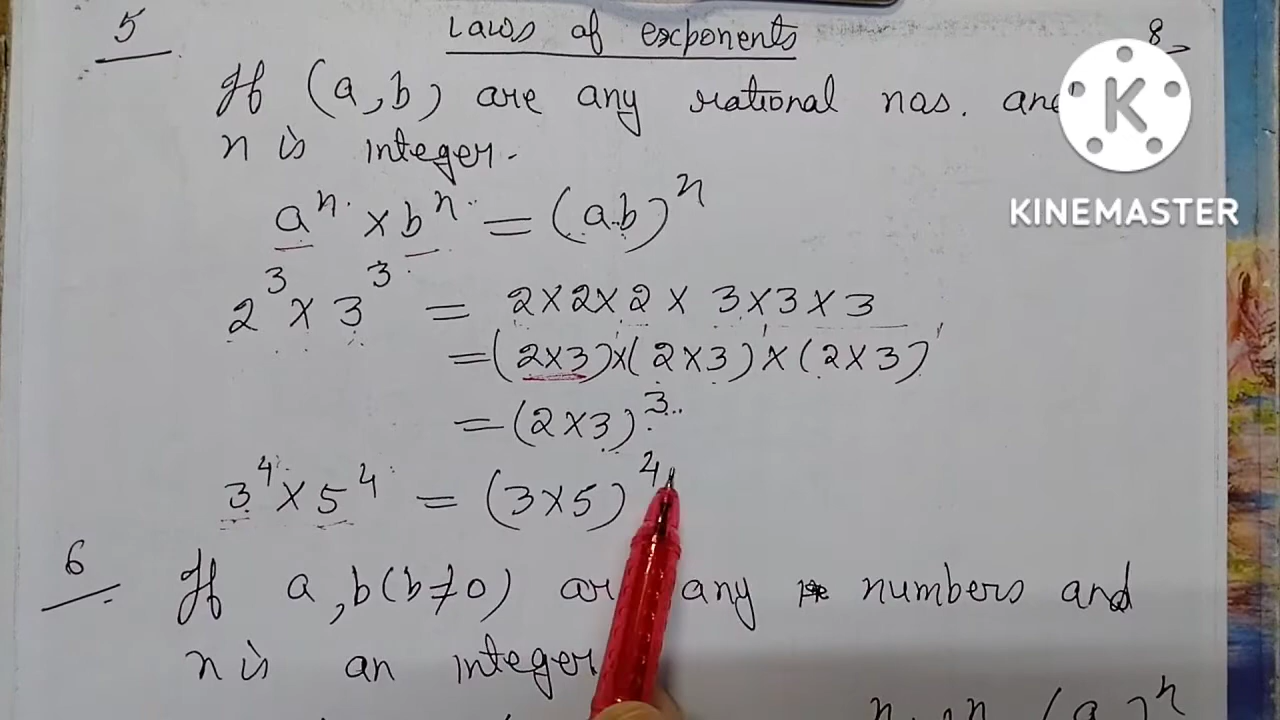 5 Laws of exponents 8
If (a,b) are any rational nos. and
n is integer.
aⁿ × bⁿ = (ab)ⁿ
2³ × 3³ = 2×2×2 × 3×3×3
=(2×3)×(2×3)×(2×3)
=(2×3)³
3⁴ × 5⁴ = (3×5)⁴
6 If a,b(b≠0) are any numbers and
n is an integer
K
KINEMASTER